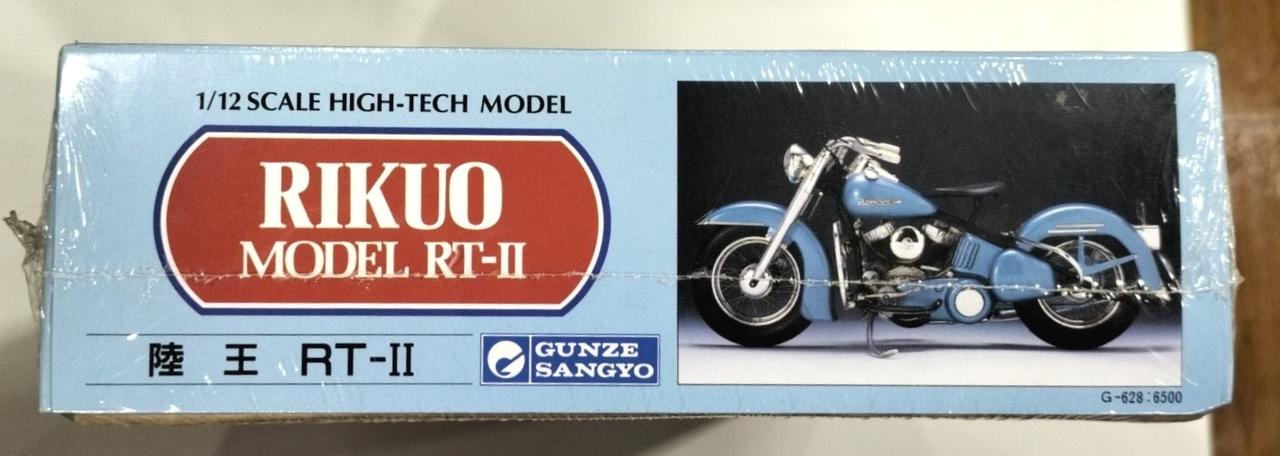 1/12 SCALE HIGH-TECH MODEL
RIKUO
MODEL RT-II
陸王 RT-II
GUNZE
SANGYO
G-628:6500